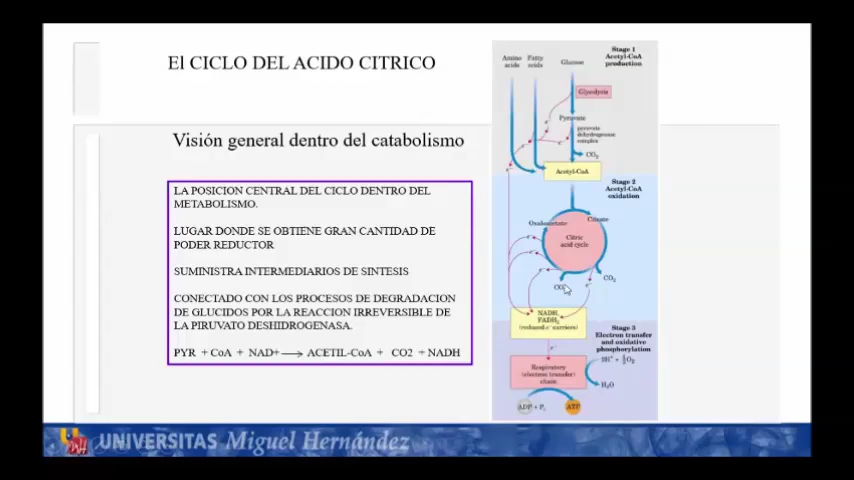 El CICLO DEL ACIDO CITRICO
Visión general dentro del catabolismo
LA POSICION CENTRAL DEL CICLO DENTRO DEL
METABOLISMO.
LUGAR DONDE SE OBTIENE GRAN CANTIDAD DE
PODER REDUCTOR
SUMINISTRA INTERMEDIARIOS DE SINTESIS
CONECTADO CON LOS PROCESOS DE DEGRADACION
DE GLUCIDOS POR LA REACCION IRREVERSIBLE DE
LA PIRUVATO DESHIDROGENASA.
PYR + CoA + NAD+ → ACETIL-CoA + CO2 + NADH
Stage 1
Acetyl-CoA
production
Amino
acids
Fatty
acids
Glucose
Glycolysis
Pyruvate
pyruvate
dehydrogenase
complex
e⁻
e⁻
e⁻
e⁻
CO₂
Acetyl-CoA
Stage 2
Acetyl-CoA
oxidation
Oxaloacetate
Citrate
Citric
acid cycle
e⁻
e⁻
e⁻
e⁻
CO₂
CO₂
NADH,
FADH₂
(reduced e⁻ carriers)
Stage 3
Electron transfer
and oxidative
phosphorylation
e⁻
2H⁺ + ½O₂
Respiratory
(electron transfer)
chain
H₂O
ADP + Pᵢ
ATP
UNIVERSITAS Miguel Hernández